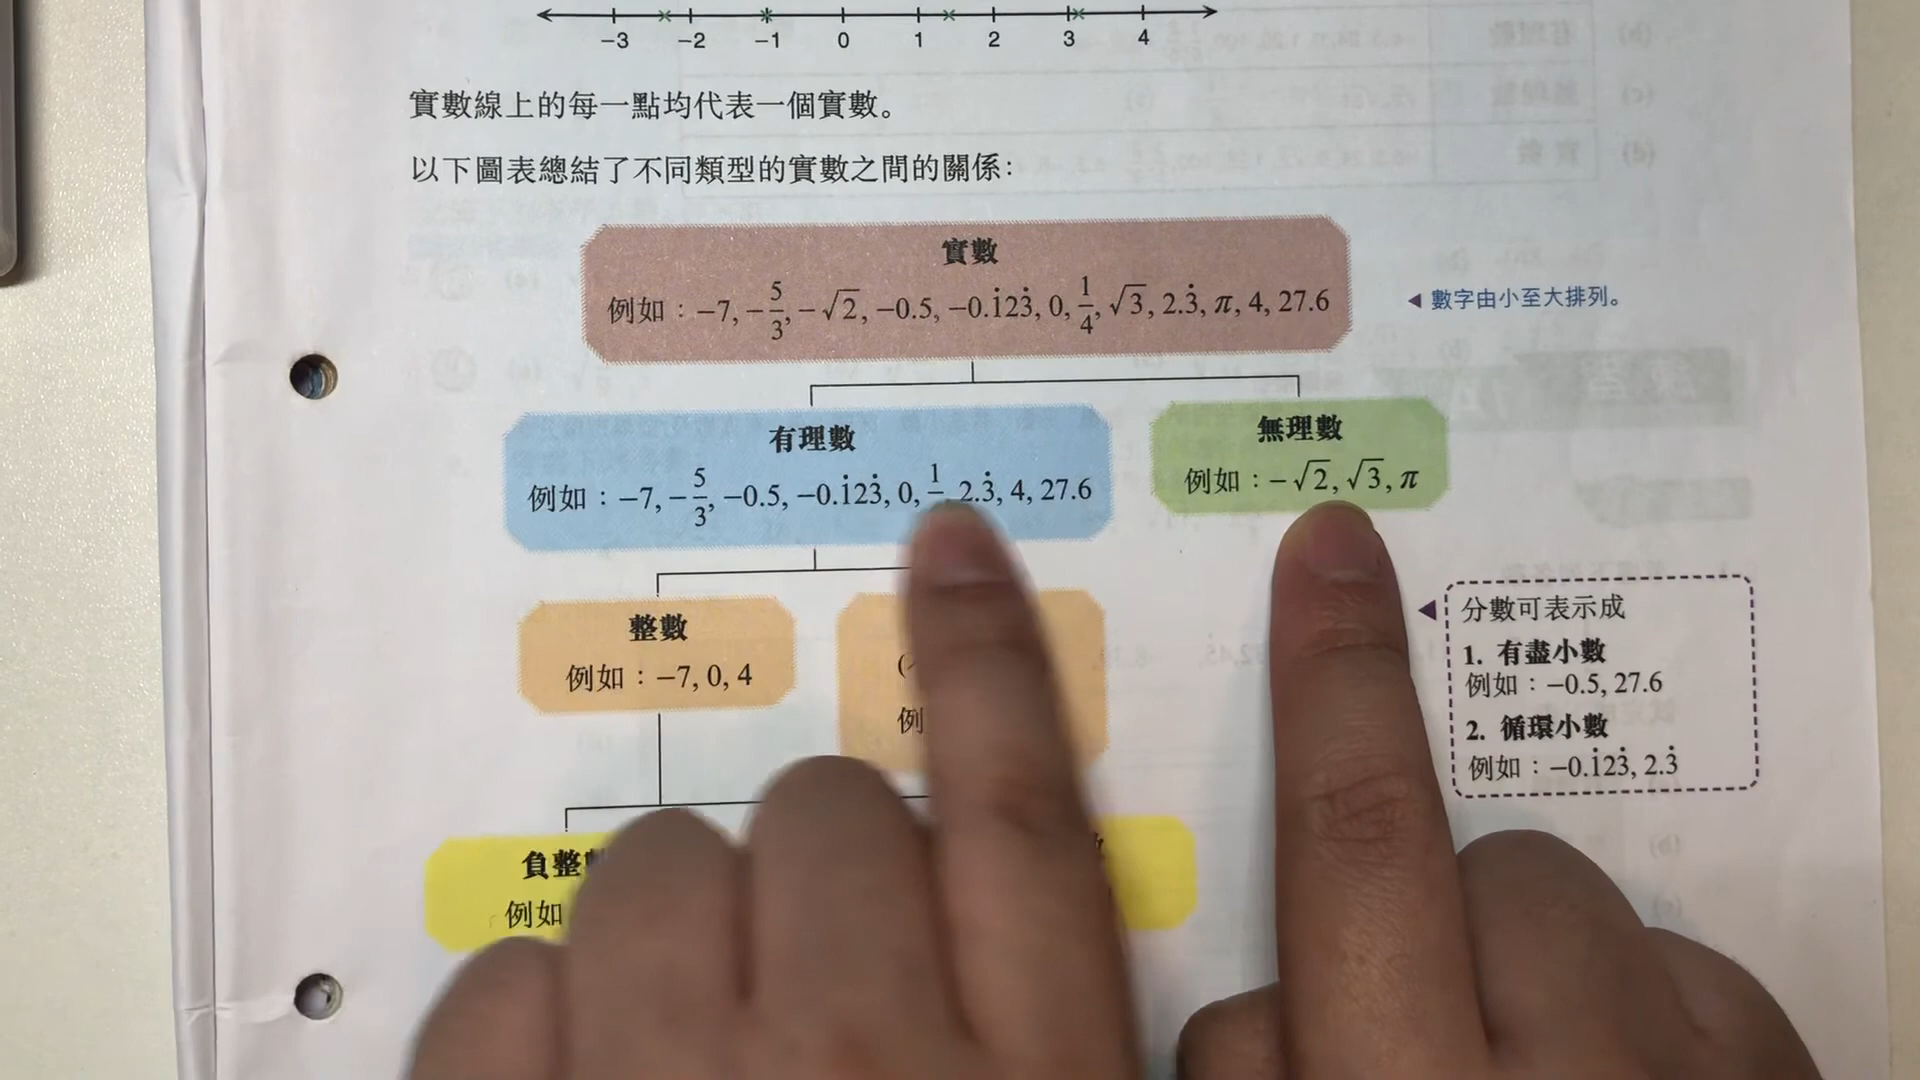 −3 −2 −1 0 1 2 3 4
實數線上的每一點均代表一個實數。
以下圖表總結了不同類型的實數之間的關係：
實數
例如：−7, −5/3, −√2, −0.5, −0.1̇23̇, 0, 1/4, √3, 2.3̇, π, 4, 27.6
◄ 數字由小至大排列。
有理數
例如：−7, −5/3, −0.5, −0.1̇23̇, 0, 1 2.3̇, 4, 27.6
無理數
例如：−√2, √3, π
整數
例如：−7, 0, 4
(
例
◄ 分數可表示成
1. 有盡小數
例如：−0.5, 27.6
2. 循環小數
例如：−0.1̇23̇, 2.3̇
負整
例如